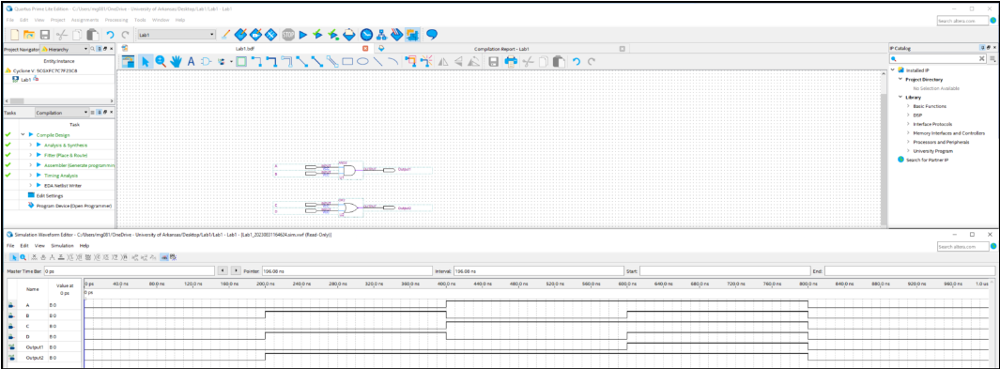 Quartus Prime Lite Edition - C:/Users/mg081/OneDrive - University of Arkansas/Desktop/Lab1/Lab1 - Lab1
File Edit View Project Assignments Processing Tools Window Help
Search altera.com
Lab1
Project Navigator Hierarchy
Lab1.bdf
Compilation Report - Lab1
IP Catalog
Entity:Instance
Cyclone V: 5CGXFC7C7F23C8
Lab1
Installed IP
Project Directory
No Selection Available
Library
Basic Functions
DSP
Interface Protocols
Memory Interfaces and Controllers
Processors and Peripherals
University Program
Search for Partner IP
Tasks Compilation
Task
Compile Design
Analysis & Synthesis
Fitter (Place & Route)
Assembler (Generate programmin
Timing Analysis
EDA Netlist Writer
Edit Settings
Program Device (Open Programmer)
A INPUT OUTPUT Output1
B INPUT
C INPUT OUTPUT Output2
D INPUT
Simulation Waveform Editor - C:/Users/mg081/OneDrive - University of Arkansas/Desktop/Lab1/Lab1 - Lab1 - [Lab1_20230831164624.sim.vwf (Read-Only)]
File Edit View Simulation Help
Search altera.com
Master Time Bar: 0 ps
Pointer: 196.08 ns
Interval: 196.08 ns
Start:
End:
Name Value at 0 ps
0 ps 40.0 ns 80.0 ns 120.0 ns 160.0 ns 200.0 ns 240.0 ns 280.0 ns 320.0 ns 360.0 ns 400.0 ns 440.0 ns 480.0 ns 520.0 ns 560.0 ns 600.0 ns 640.0 ns 680.0 ns 720.0 ns 760.0 ns 800.0 ns 840.0 ns 880.0 ns 920.0 ns 960.0 ns 1.0 us
0 ps
A B 0
B B 0
C B 0
D B 0
Output1 B 0
Output2 B 0